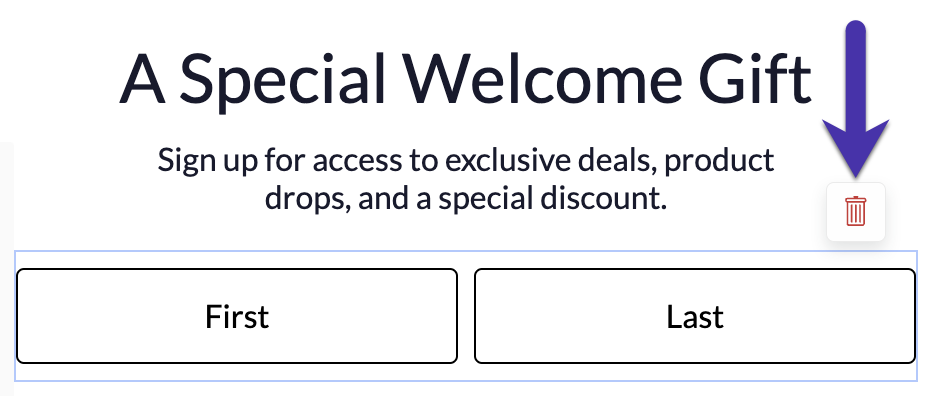 A Special Welcome Gift
Sign up for access to exclusive deals, product
drops, and a special discount.
First
Last